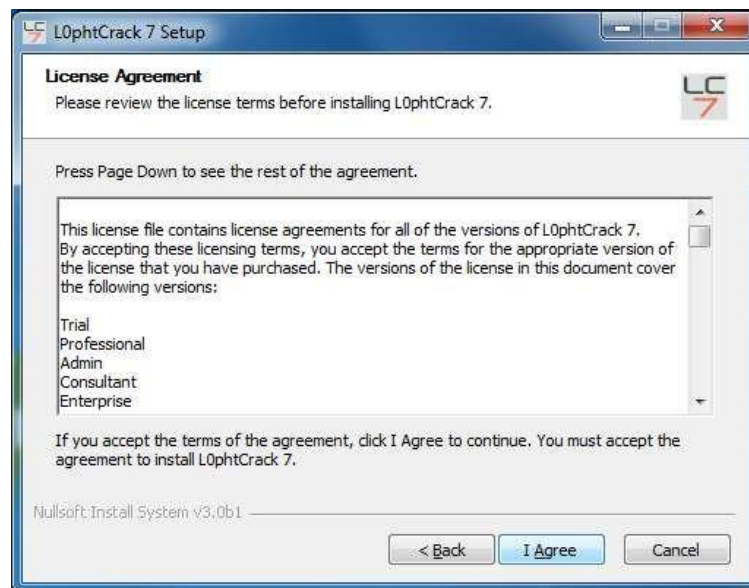 L0phtCrack 7 Setup
License Agreement
Please review the license terms before installing L0phtCrack 7.
LC
7
Press Page Down to see the rest of the agreement.
This license file contains license agreements for all of the versions of L0phtCrack 7.
By accepting these licensing terms, you accept the terms for the appropriate version of
the license that you have purchased. The versions of the license in this document cover
the following versions:
Trial
Professional
Admin
Consultant
Enterprise
If you accept the terms of the agreement, click I Agree to continue. You must accept the
agreement to install L0phtCrack 7.
Nullsoft Install System v3.0b1
< Back
I Agree
Cancel